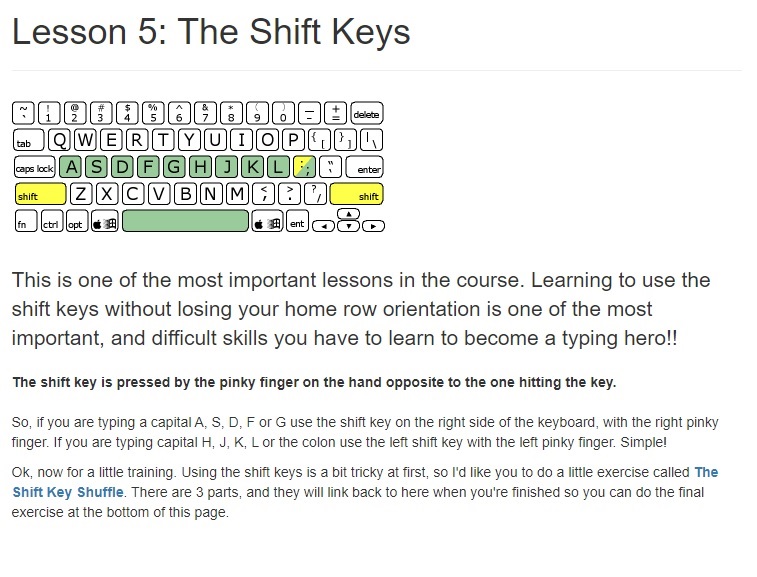 Lesson 5: The Shift Keys
~ ` ! 1 @ 2 # 3 $ 4 % 5 ^ 6 & 7 * 8 ( 9 ) 0 _ - + = delete
tab Q W E R T Y U I O P { [ } ] | \
caps lock A S D F G H J K L : ; " ' enter
shift Z X C V B N M < , > . ? / shift
fn ctrl opt ent
This is one of the most important lessons in the course. Learning to use the
shift keys without losing your home row orientation is one of the most
important, and difficult skills you have to learn to become a typing hero!!
The shift key is pressed by the pinky finger on the hand opposite to the one hitting the key.
So, if you are typing a capital A, S, D, F or G use the shift key on the right side of the keyboard, with the right pinky
finger. If you are typing capital H, J, K, L or the colon use the left shift key with the left pinky finger. Simple!
Ok, now for a little training. Using the shift keys is a bit tricky at first, so I'd like you to do a little exercise called The
Shift Key Shuffle. There are 3 parts, and they will link back to here when you're finished so you can do the final
exercise at the bottom of this page.